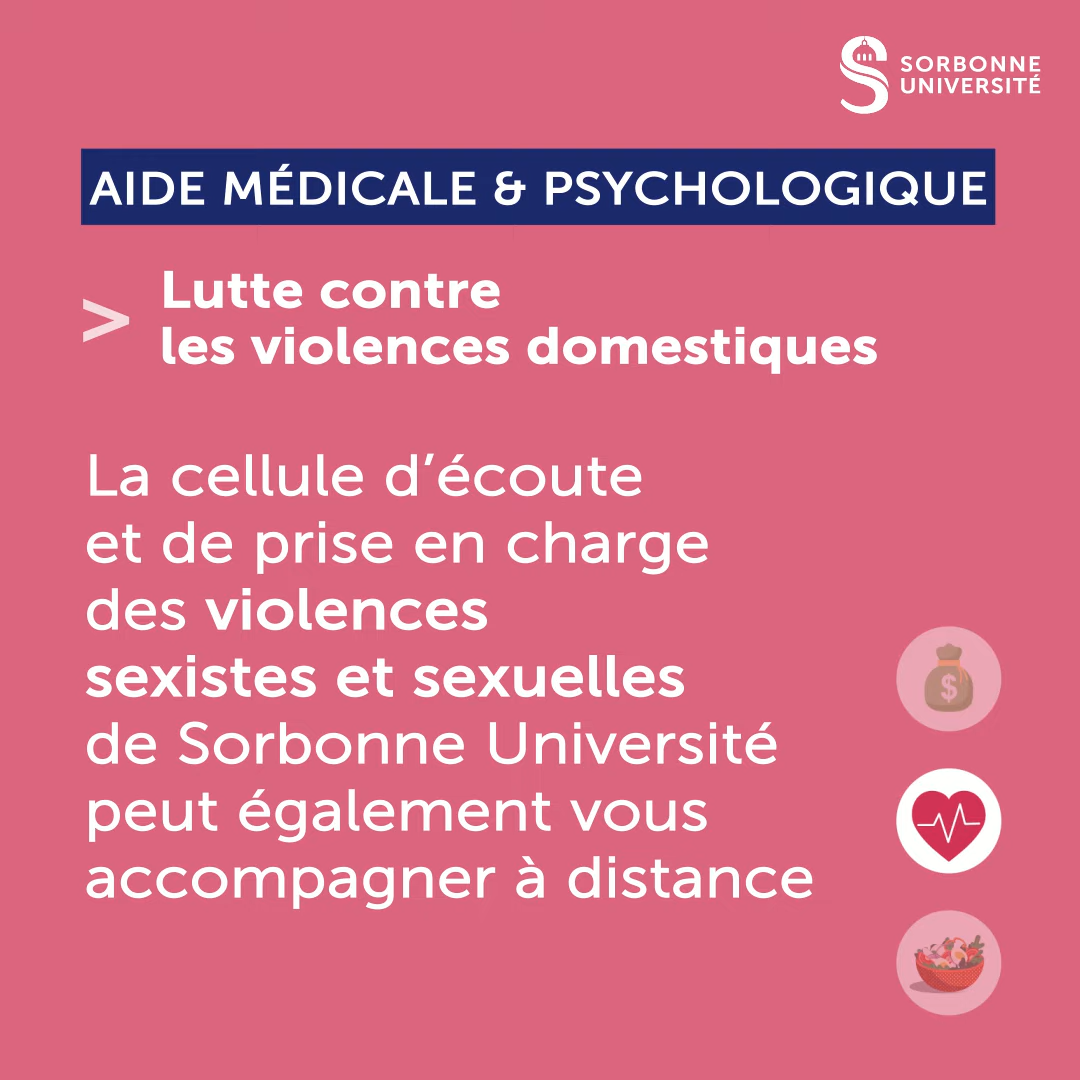 SORBONNE
UNIVERSITÉ
AIDE MÉDICALE & PSYCHOLOGIQUE
> Lutte contre
les violences domestiques
La cellule d’écoute
et de prise en charge
des violences
sexistes et sexuelles
de Sorbonne Université
peut également vous
accompagner à distance
$